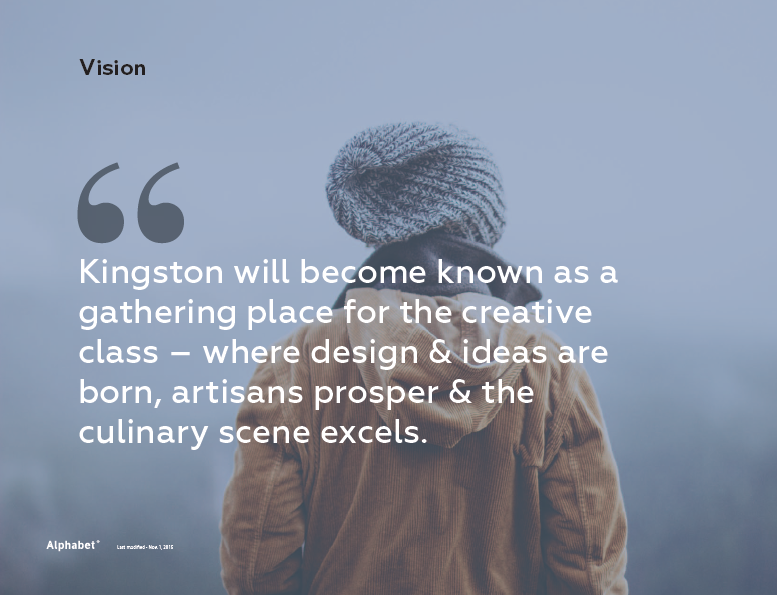 Vision
“
Kingston will become known as a
gathering place for the creative
class – where design & ideas are
born, artisans prosper & the
culinary scene excels.
Alphabet° Last modified - Nov. 1, 2016